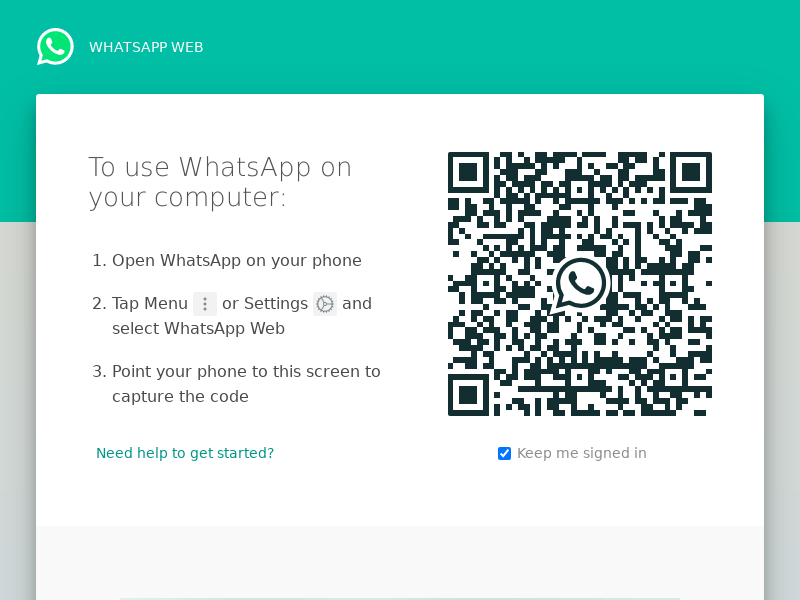 WHATSAPP WEB
To use WhatsApp on
your computer:
1. Open WhatsApp on your phone
2. Tap Menu or Settings and
select WhatsApp Web
3. Point your phone to this screen to
capture the code
Need help to get started?
Keep me signed in